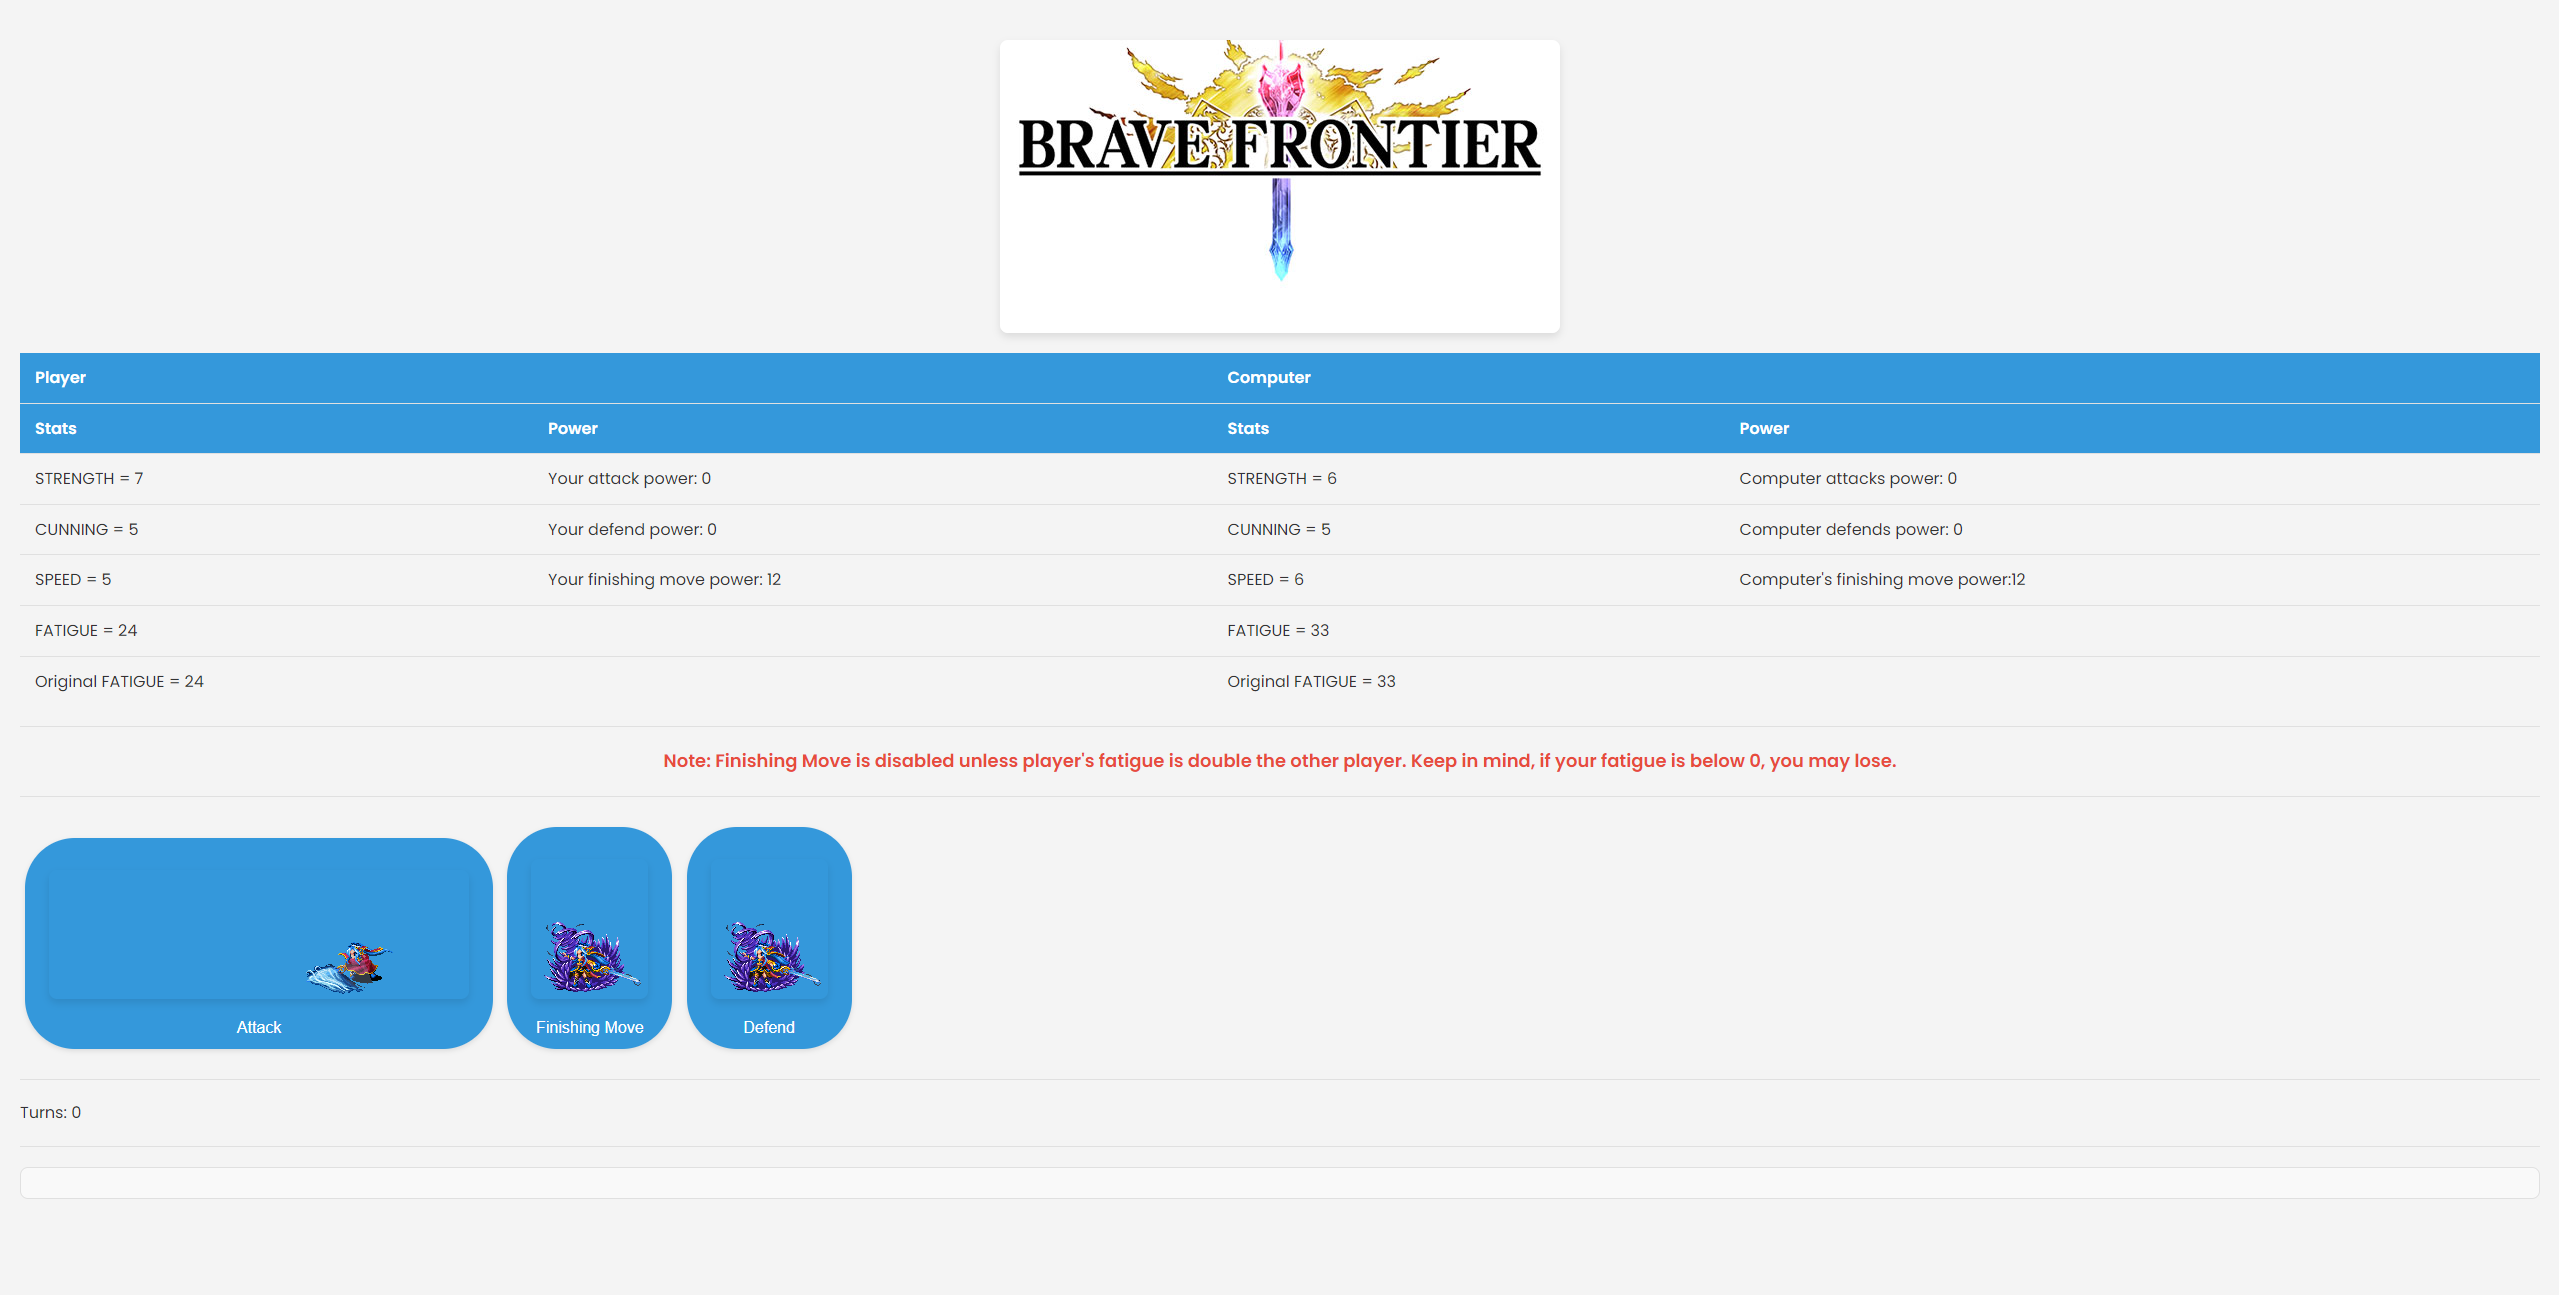 BRAVE FRONTIER
Player Computer
Stats Power Stats Power
STRENGTH = 7 Your attack power: 0 STRENGTH = 6 Computer attacks power: 0
CUNNING = 5 Your defend power: 0 CUNNING = 5 Computer defends power: 0
SPEED = 5 Your finishing move power: 12 SPEED = 6 Computer's finishing move power:12
FATIGUE = 24 FATIGUE = 33
Original FATIGUE = 24 Original FATIGUE = 33
Note: Finishing Move is disabled unless player's fatigue is double the other player. Keep in mind, if your fatigue is below 0, you may lose.
Attack Finishing Move Defend
Turns: 0